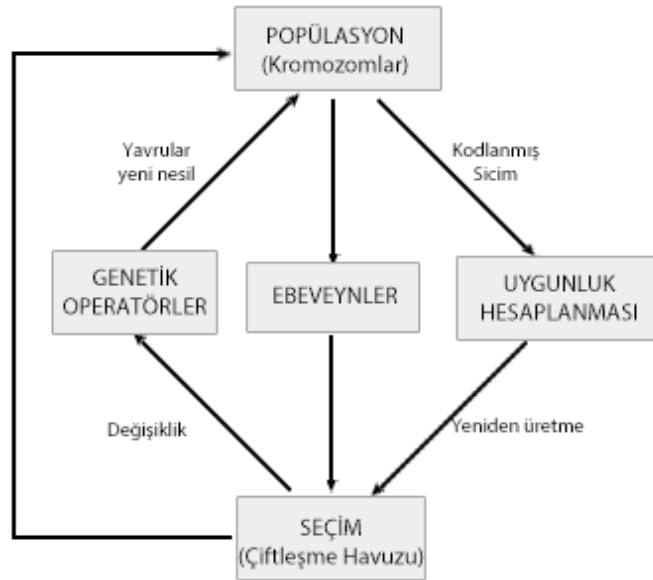 POPÜLASYON
(Kromozomlar)
Yavrular
yeni nesil
Kodlanmış
Sicim
GENETİK
OPERATÖRLER
EBEVEYNLER
UYGUNLUK
HESAPLANMASI
Değişiklik
Yeniden üretme
SEÇİM
(Çiftleşme Havuzu)